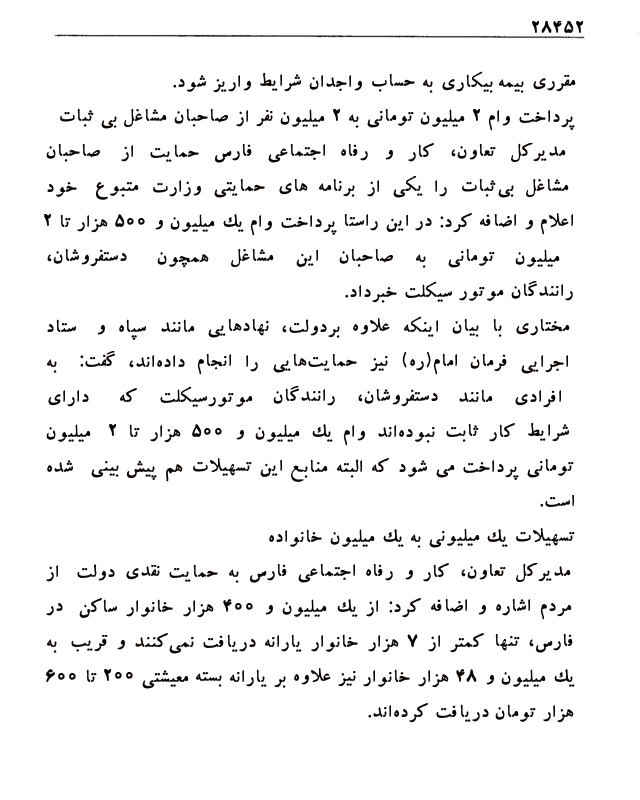 ۲۸۴۵۲
مقرری بیمه بیکاری به حساب واجدان شرایط واریز شود.
پرداخت وام ۲ میلیون تومانی به ۲ میلیون نفر از صاحبان مشاغل بی ثبات
مدیرکل تعاون، کار و رفاه اجتماعی فارس حمایت از صاحبان
مشاغل بی‌ثبات را یکی از برنامه های حمایتی وزارت متبوع خود
اعلام و اضافه کرد: در این راستا پرداخت وام یك میلیون و ۵۰۰ هزار تا ۲
میلیون تومانی به صاحبان این مشاغل همچون دستفروشان،
رانندگان موتور سیکلت خبرداد.
مختاری با بیان اینکه علاوه بردولت، نهادهایی مانند سپاه و ستاد
اجرایی فرمان امام(ره) نیز حمایت‌هایی را انجام داده‌اند، گفت: به
افرادی مانند دستفروشان، رانندگان موتورسیکلت که دارای
شرایط کار ثابت نبوده‌اند وام یك میلیون و ۵۰۰ هزار تا ۲ میلیون
تومانی پرداخت می شود که البته منابع این تسهیلات هم پیش بینی شده
است.
تسهیلات یك میلیونی به یك میلیون خانواده
مدیرکل تعاون، کار و رفاه اجتماعی فارس به حمایت نقدی دولت از
مردم اشاره و اضافه کرد: از یك میلیون و ۴۰۰ هزار خانوار ساکن در
فارس، تنها کمتر از ۷ هزار خانوار یارانه دریافت نمی‌کنند و قریب به
یك میلیون و ۴۸ هزار خانوار نیز علاوه بر یارانه بسته معیشتی ۲۰۰ تا ۶۰۰
هزار تومان دریافت کرده‌اند.